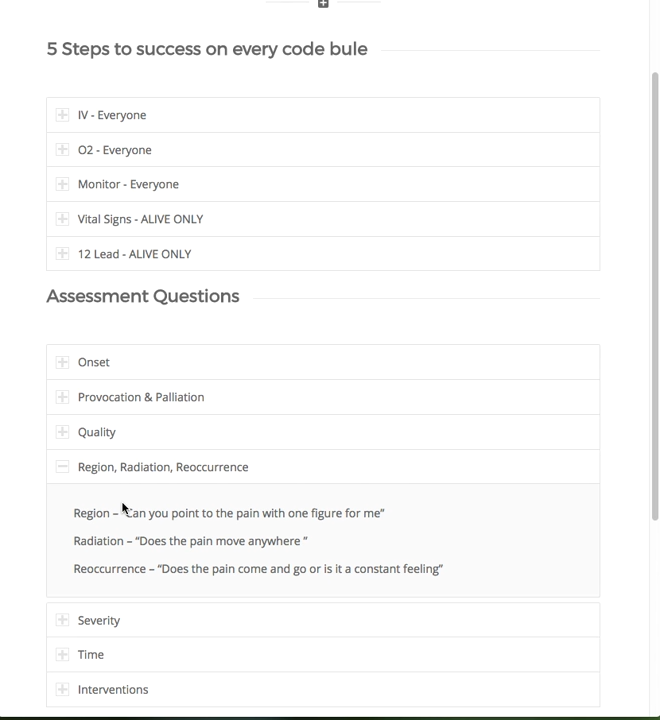 5 Steps to success on every code bule
IV - Everyone
O2 - Everyone
Monitor - Everyone
Vital Signs - ALIVE ONLY
12 Lead - ALIVE ONLY
Assessment Questions
Onset
Provocation & Palliation
Quality
Region, Radiation, Reoccurrence
Region – “Can you point to the pain with one figure for me”
Radiation – “Does the pain move anywhere ”
Reoccurrence – “Does the pain come and go or is it a constant feeling”
Severity
Time
Interventions